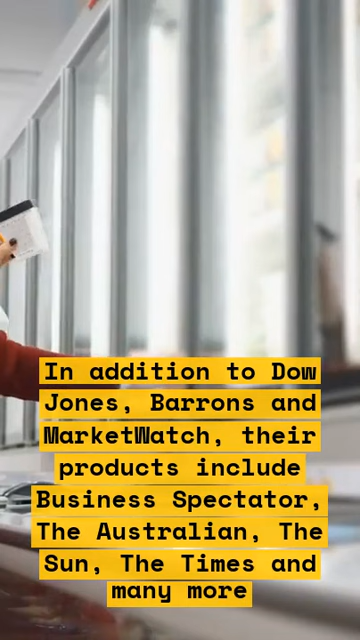 In addition to Dow
Jones, Barrons and
MarketWatch, their
products include
Business Spectator,
The Australian, The
Sun, The Times and
many more